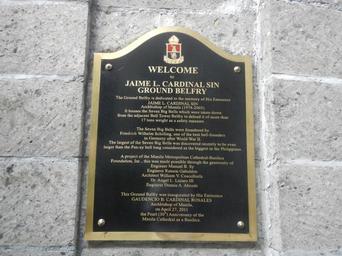 WELCOME
to
JAIME L. CARDINAL SIN
GROUND BELFRY
The Ground Belfry is dedicated to the memory of His Eminence
JAIME L. CARDINAL SIN
Archbishop of Manila (1974-2003).
It houses the Seven Big Bells which were taken down
from the adjacent Bell Tower Belfry to unload it of more than
17 tons weight as a safety measure.
The Seven Big Bells were foundered by
Friedrich Wilhelm Schilling, one of the best bell-founders
in Germany after World War II.
The largest of the Seven Big Bells was discovered recently to be even
larger than the Panay bell long considered as the biggest in the Philippines.
A project of the Manila Metropolitan Cathedral-Basilica
Foundation, Inc., this was made possible through the generosity of
Engineer Manuel B. Sy
Engineer Ramon
Architect William V. Coscolluela
Dr. Angel L. Lazaro III
Engineer Dennis A. Abcede
This Ground Belfry was inaugurated by His Eminence
GAUDENCIO B. CARDINAL ROSALES
Archbishop of Manila,
on April 27, 2011
the Pearl (30th) Anniversary of the
Manila Cathedral as a Basilica.